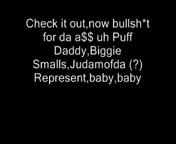 Check it out,now bullsh*t
for da a$$ uh Puff
Daddy,Biggie
Smalls,Judamofda (?)
Represent,baby,baby